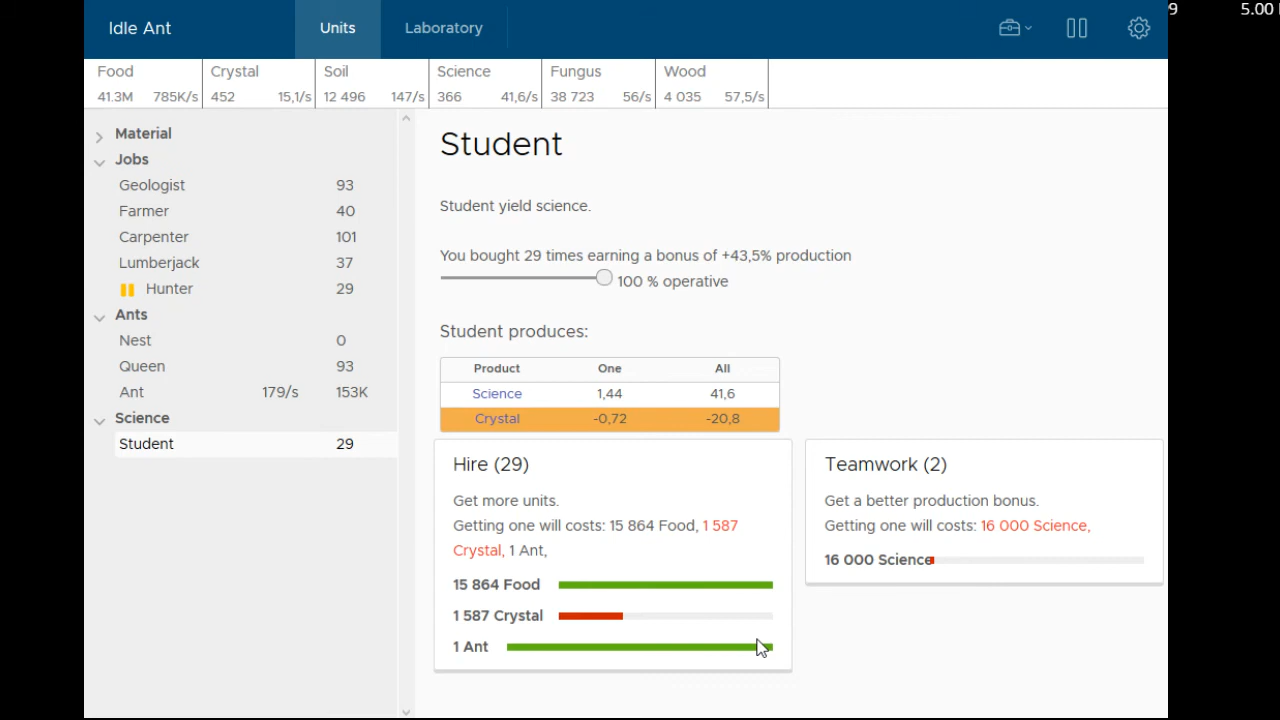 Idle Ant Units Laboratory
9 5.00
Food Crystal Soil Science Fungus Wood
41.3M 785K/s 452 15,1/s 12 496 147/s 366 41,6/s 38 723 56/s 4 035 57,5/s
Material
Jobs
Geologist 93
Farmer 40
Carpenter 101
Lumberjack 37
Hunter 29
Ants
Nest 0
Queen 93
Ant 179/s 153K
Science
Student 29
Student
Student yield science.
You bought 29 times earning a bonus of +43,5% production
100 % operative
Student produces:
Product One All
Science 1,44 41,6
Crystal -0,72 -20,8
Hire (29)
Get more units.
Getting one will costs: 15 864 Food, 1 587
Crystal, 1 Ant,
15 864 Food
1 587 Crystal
1 Ant
Teamwork (2)
Get a better production bonus.
Getting one will costs: 16 000 Science,
16 000 Science